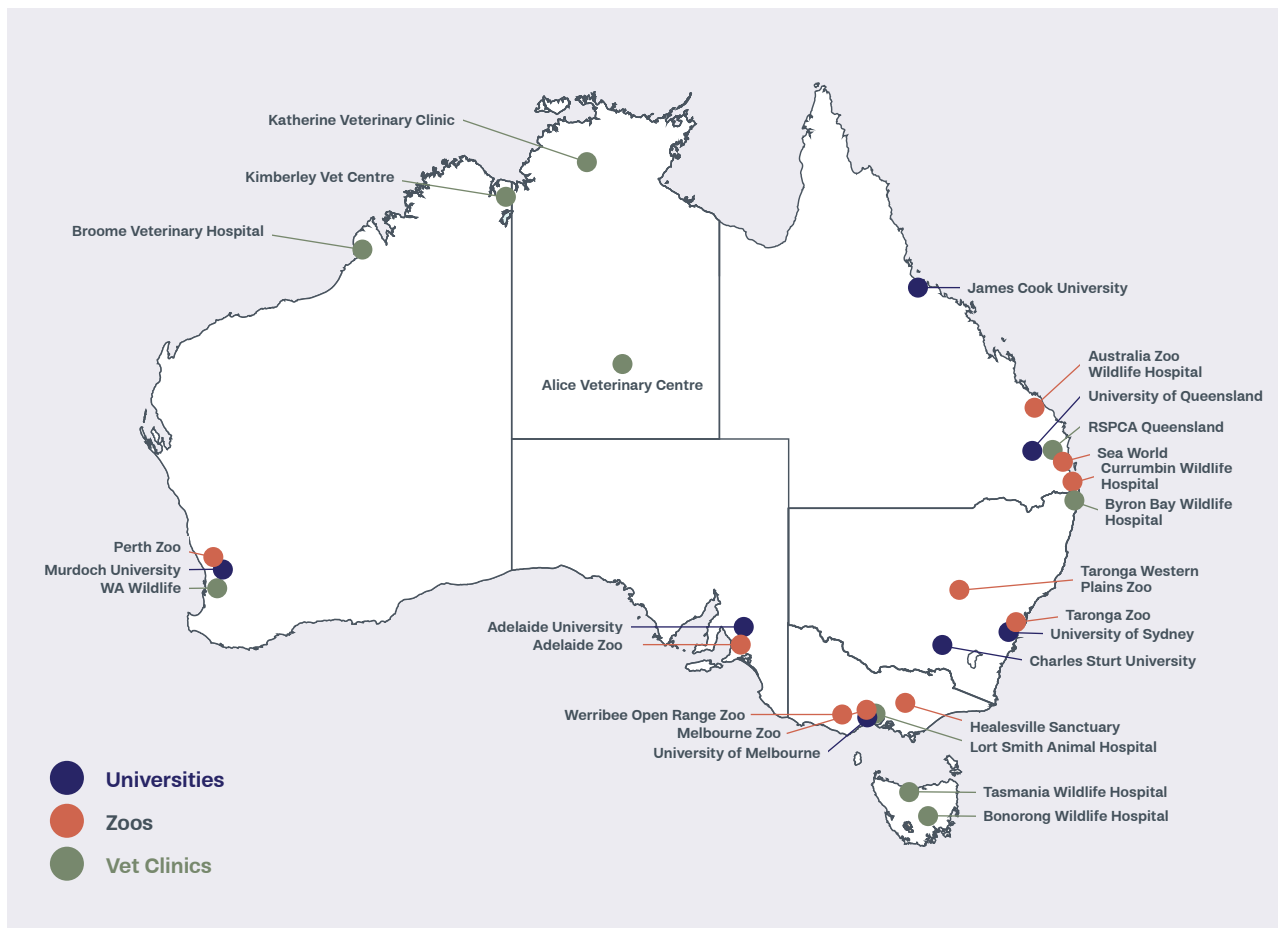 Katherine Veterinary Clinic
Kimberley Vet Centre
Broome Veterinary Hospital
James Cook University
Australia Zoo
Wildlife Hospital
Alice Veterinary Centre
University of Queensland
RSPCA Queensland
Sea World
Currumbin Wildlife
Hospital
Byron Bay Wildlife
Hospital
Perth Zoo
Murdoch University
WA Wildlife
Taronga Western
Plains Zoo
Taronga Zoo
Adelaide University
University of Sydney
Adelaide Zoo
Charles Sturt University
Werribee Open Range Zoo
Healesville Sanctuary
Melbourne Zoo
Lort Smith Animal Hospital
University of Melbourne
Universities
Tasmania Wildlife Hospital
Bonorong Wildlife Hospital
Zoos
Vet Clinics